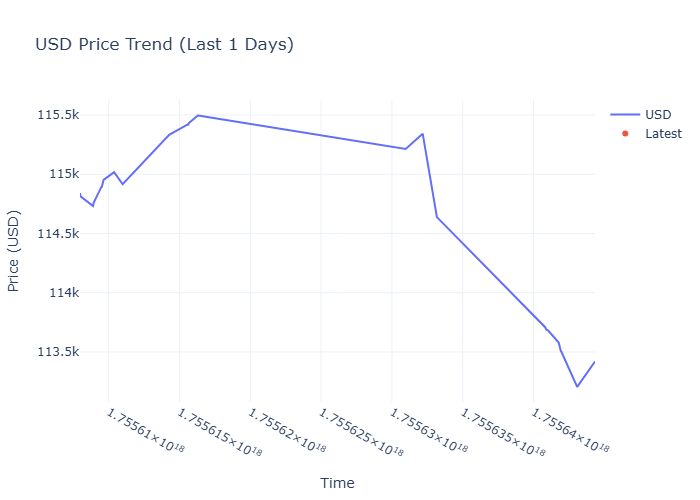 USD Price Trend (Last 1 Days)
USD
Latest
115.5k
115k
114.5k
114k
113.5k
Price (USD)
1.75561×10¹⁸
1.755615×10¹⁸
1.75562×10¹⁸
1.755625×10¹⁸
1.75563×10¹⁸
1.755635×10¹⁸
1.75564×10¹⁸
Time